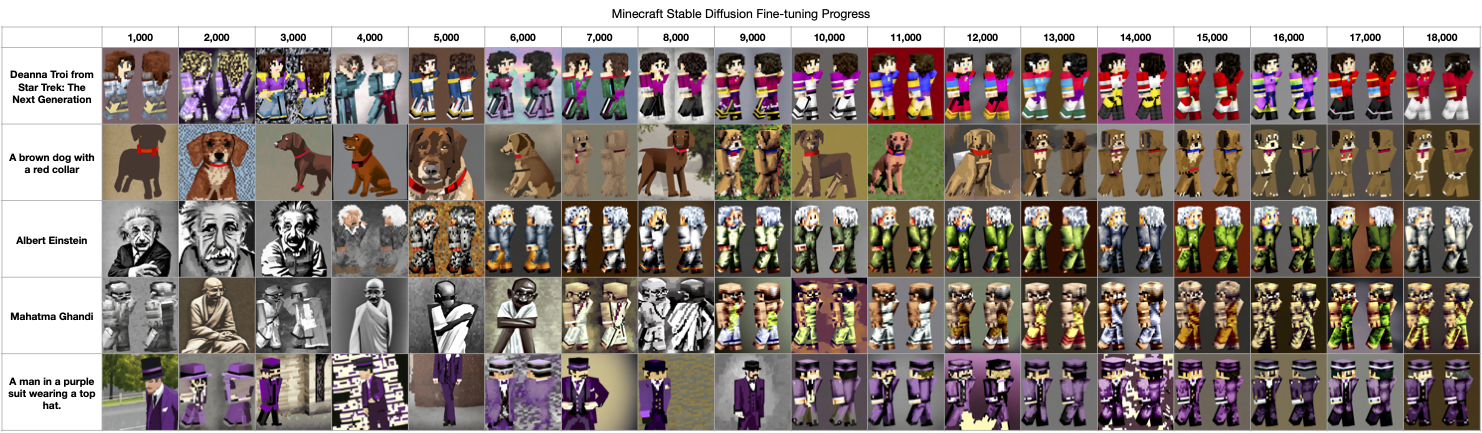 Minecraft Stable Diffusion Fine-tuning Progress
1,000 2,000 3,000 4,000 5,000 6,000 7,000 8,000 9,000 10,000 11,000 12,000 13,000 14,000 15,000 16,000 17,000 18,000
Deanna Troi from
Star Trek: The
Next Generation
A brown dog with
a red collar
Albert Einstein
Mahatma Ghandi
A man in a purple
suit wearing a top
hat.